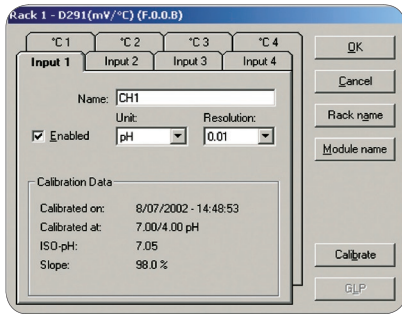 Rack 1 - D291(mV/°C) (F.0.0.B)
°C 1 °C 2 °C 3 °C 4
Input 1 Input 2 Input 3 Input 4
Name: CH1
Unit: Resolution:
Enabled pH 0.01
Calibration Data
Calibrated on: 8/07/2002 - 14:48:53
Calibrated at: 7.00/4.00 pH
ISO-pH: 7.05
Slope: 98.0 %
OK
Cancel
Rack name
Module name
Calibrate
GLP